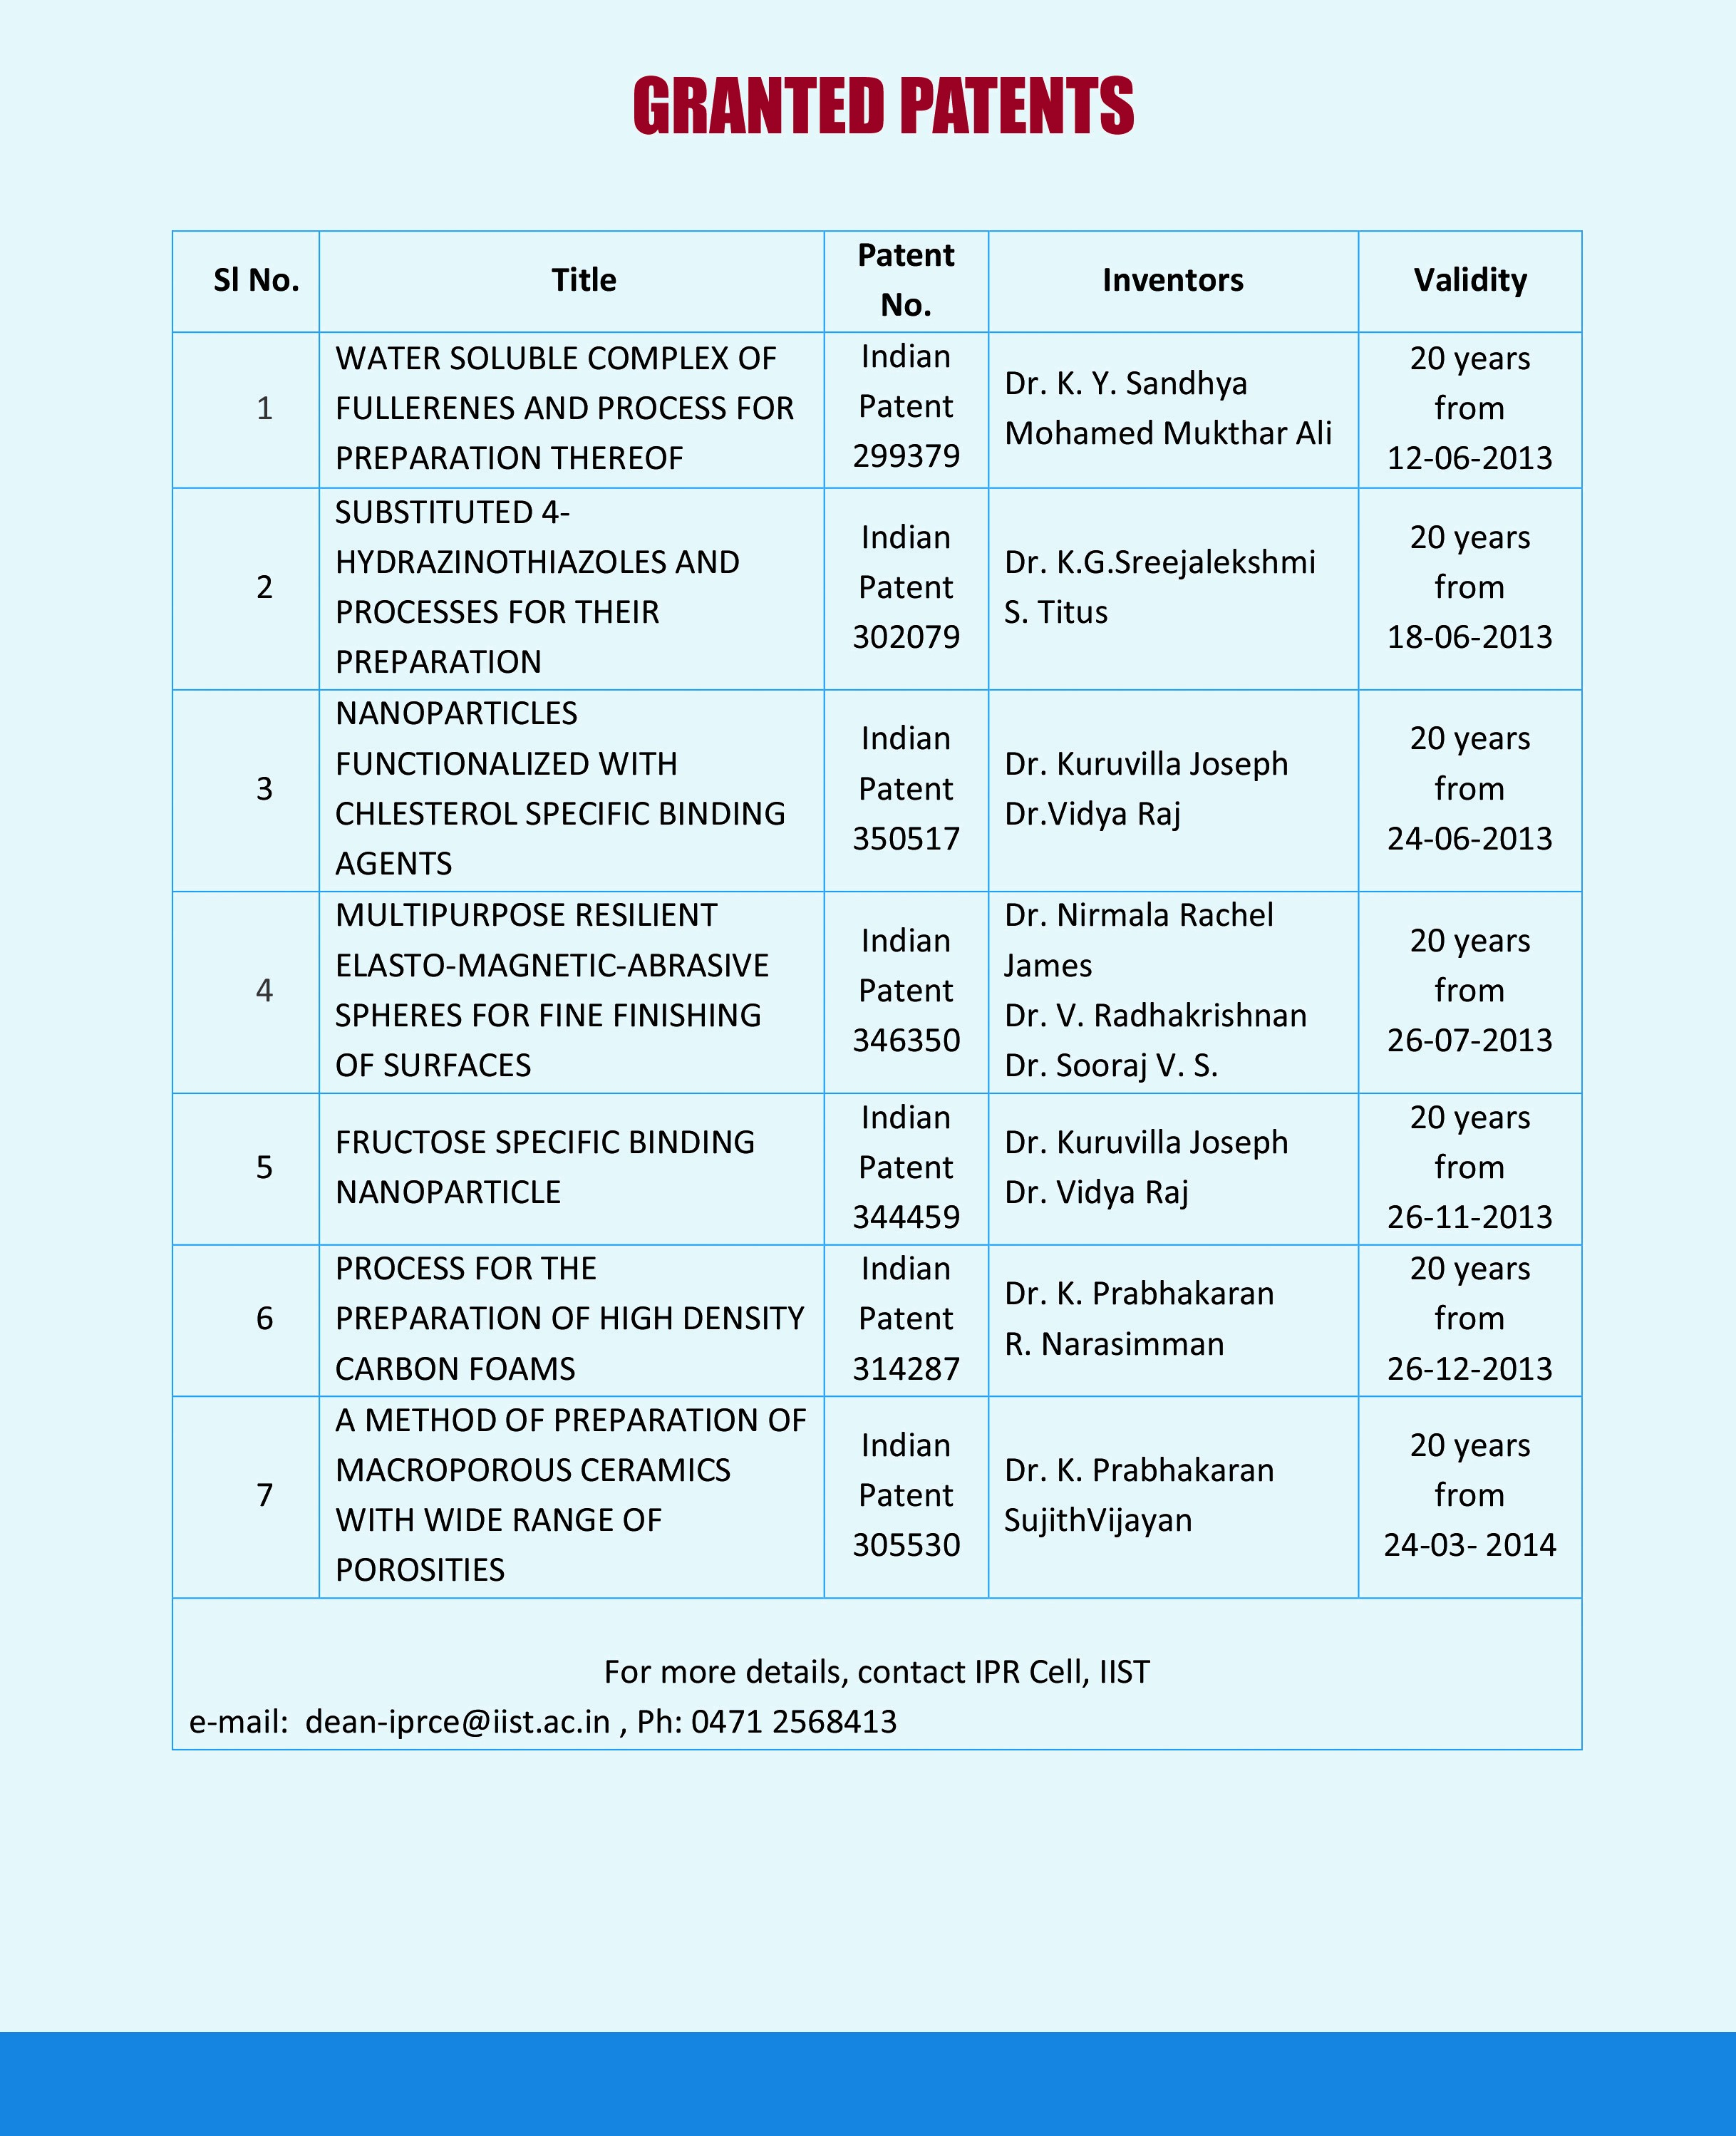 GRANTED PATENTS
Sl No.
Title
Patent
No.
Inventors
Validity
1
WATER SOLUBLE COMPLEX OF
FULLERENES AND PROCESS FOR
PREPARATION THEREOF
Indian
Patent
299379
Dr. K. Y. Sandhya
Mohamed Mukthar Ali
20 years
from
12-06-2013
2
SUBSTITUTED 4-
HYDRAZINOTHIAZOLES AND
PROCESSES FOR THEIR
PREPARATION
Indian
Patent
302079
Dr. K.G.Sreejalekshmi
S. Titus
20 years
from
18-06-2013
3
NANOPARTICLES
FUNCTIONALIZED WITH
CHLESTEROL SPECIFIC BINDING
AGENTS
Indian
Patent
350517
Dr. Kuruvilla Joseph
Dr.Vidya Raj
20 years
from
24-06-2013
4
MULTIPURPOSE RESILIENT
ELASTO-MAGNETIC-ABRASIVE
SPHERES FOR FINE FINISHING
OF SURFACES
Indian
Patent
346350
Dr. Nirmala Rachel
James
Dr. V. Radhakrishnan
Dr. Sooraj V. S.
20 years
from
26-07-2013
5
FRUCTOSE SPECIFIC BINDING
NANOPARTICLE
Indian
Patent
344459
Dr. Kuruvilla Joseph
Dr. Vidya Raj
20 years
from
26-11-2013
6
PROCESS FOR THE
PREPARATION OF HIGH DENSITY
CARBON FOAMS
Indian
Patent
314287
Dr. K. Prabhakaran
R. Narasimman
20 years
from
26-12-2013
7
A METHOD OF PREPARATION OF
MACROPOROUS CERAMICS
WITH WIDE RANGE OF
POROSITIES
Indian
Patent
305530
Dr. K. Prabhakaran
SujithVijayan
20 years
from
24-03- 2014
For more details, contact IPR Cell, IIST
e-mail:  dean-iprce@iist.ac.in , Ph: 0471 2568413